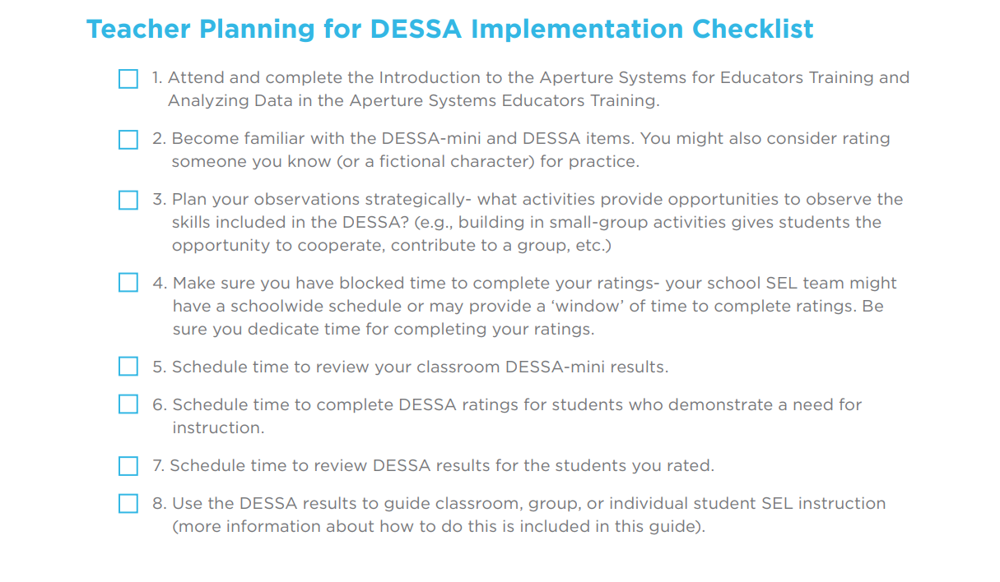 Teacher Planning for DESSA Implementation Checklist
1. Attend and complete the Introduction to the Aperture Systems for Educators Training and
Analyzing Data in the Aperture Systems Educators Training.
2. Become familiar with the DESSA-mini and DESSA items. You might also consider rating
someone you know (or a fictional character) for practice.
3. Plan your observations strategically- what activities provide opportunities to observe the
skills included in the DESSA? (e.g., building in small-group activities gives students the
opportunity to cooperate, contribute to a group, etc.)
4. Make sure you have blocked time to complete your ratings- your school SEL team might
have a schoolwide schedule or may provide a ‘window’ of time to complete ratings. Be
sure you dedicate time for completing your ratings.
5. Schedule time to review your classroom DESSA-mini results.
6. Schedule time to complete DESSA ratings for students who demonstrate a need for
instruction.
7. Schedule time to review DESSA results for the students you rated.
8. Use the DESSA results to guide classroom, group, or individual student SEL instruction
(more information about how to do this is included in this guide).